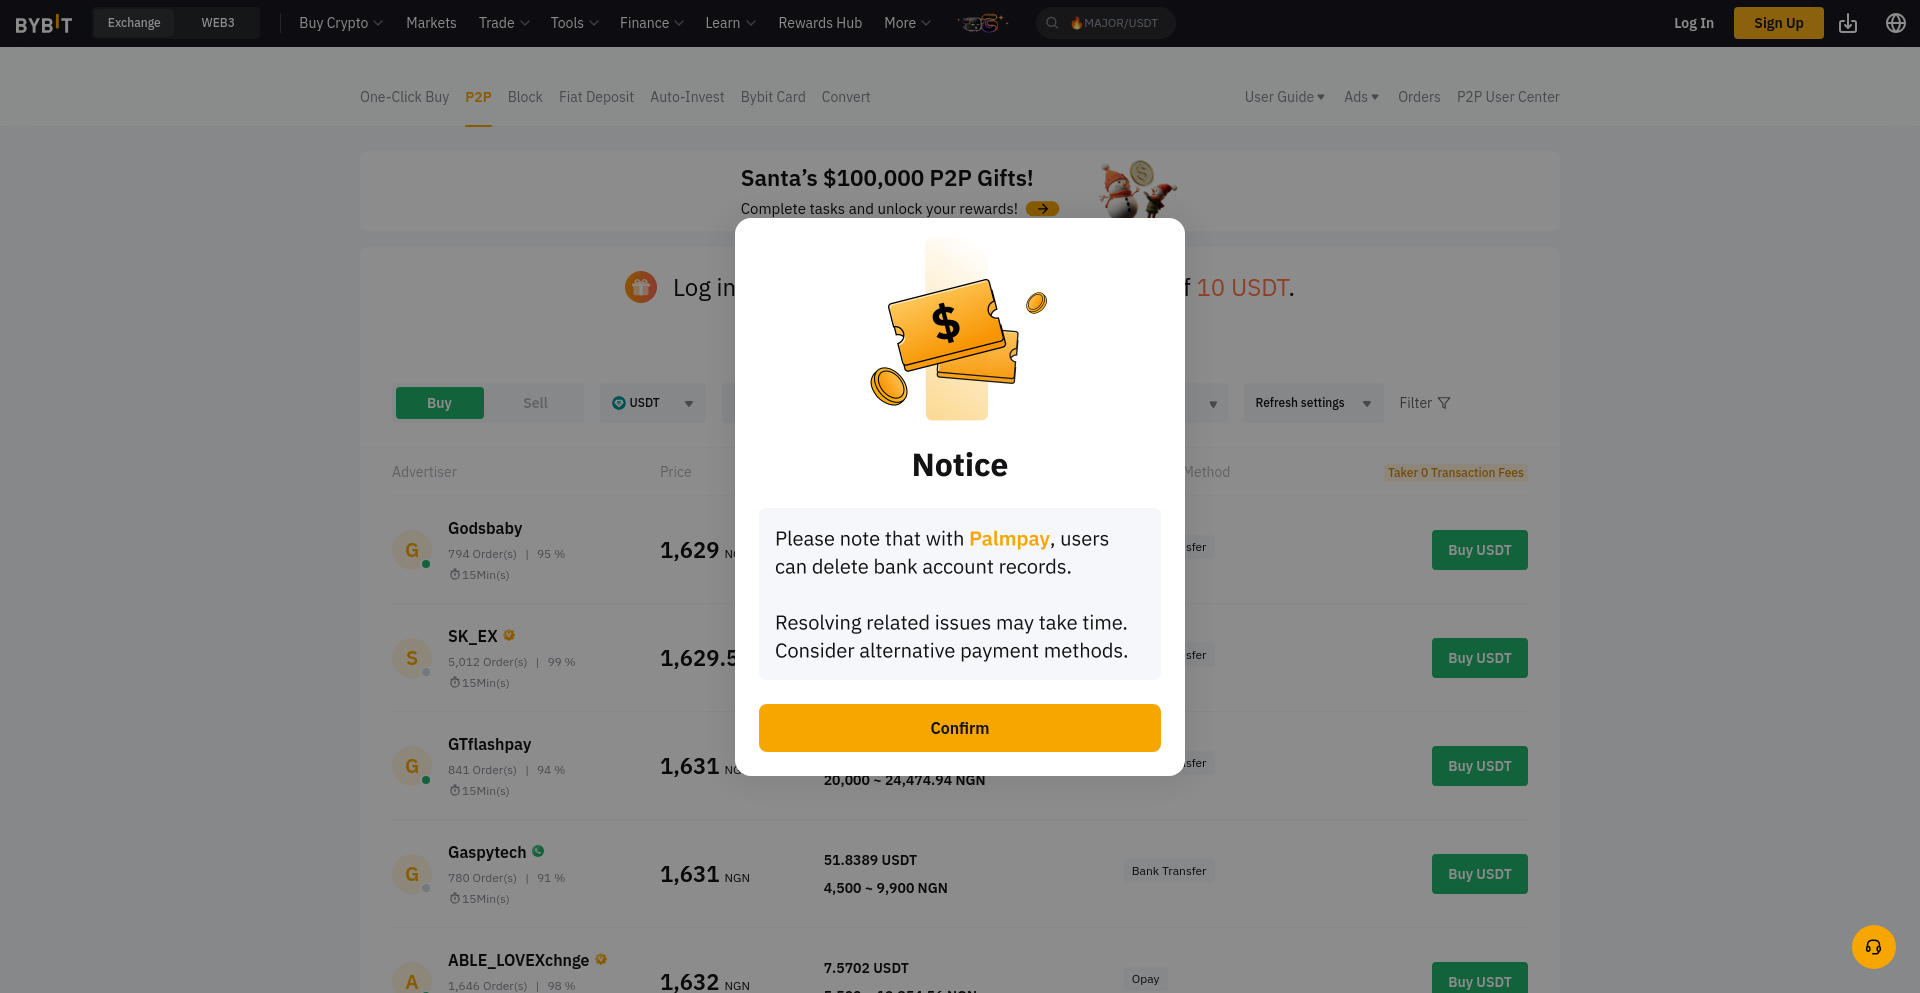 BYBIT
Exchange WEB3 Buy Crypto Markets Trade Tools Finance Learn Rewards Hub More MAJOR/USDT Log In Sign Up
One-Click Buy P2P Block Fiat Deposit Auto-Invest Bybit Card Convert User Guide Ads Orders P2P User Center
Santa’s $100,000 P2P Gifts!
Complete tasks and unlock your rewards!
Log in 10 USDT.
$
Buy Sell USDT Refresh settings Filter
Notice
Please note that with Palmpay, users
can delete bank account records.
Resolving related issues may take time.
Consider alternative payment methods.
Confirm
Advertiser Price Method Taker 0 Transaction Fees
G
Godsbaby
794 Order(s) | 95 %
15Min(s)
1,629
Buy USDT
S
SK_EX
5,012 Order(s) | 99 %
15Min(s)
1,629.5
Buy USDT
G
GTflashpay
841 Order(s) | 94 %
15Min(s)
1,631
20,000 ~ 24,474.94 NGN
Buy USDT
G
Gaspytech
780 Order(s) | 91 %
15Min(s)
1,631 NGN
51.8389 USDT
4,500 ~ 9,900 NGN
Bank Transfer
Buy USDT
A
ABLE_LOVEXchnge
1,646 Order(s) | 98 %
1,632 NGN
7.5702 USDT
Opay
Buy USDT